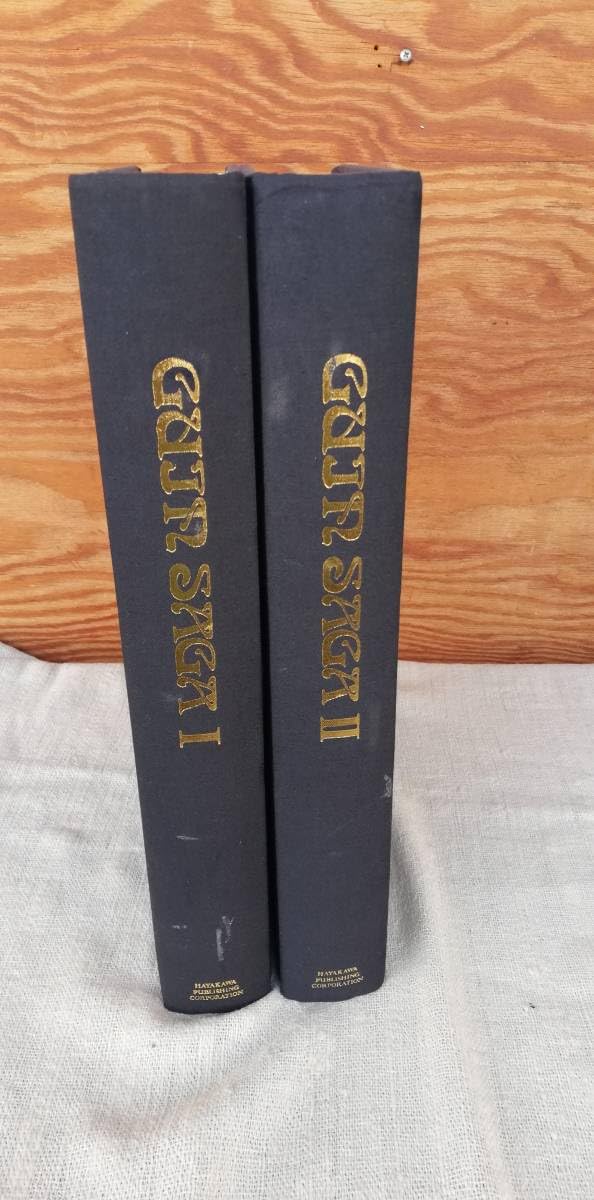 GUIN SAGA I
HAYAKAWA
PUBLISHING
CORPORATION
GUIN SAGA II
HAYAKAWA
PUBLISHING
CORPORATION